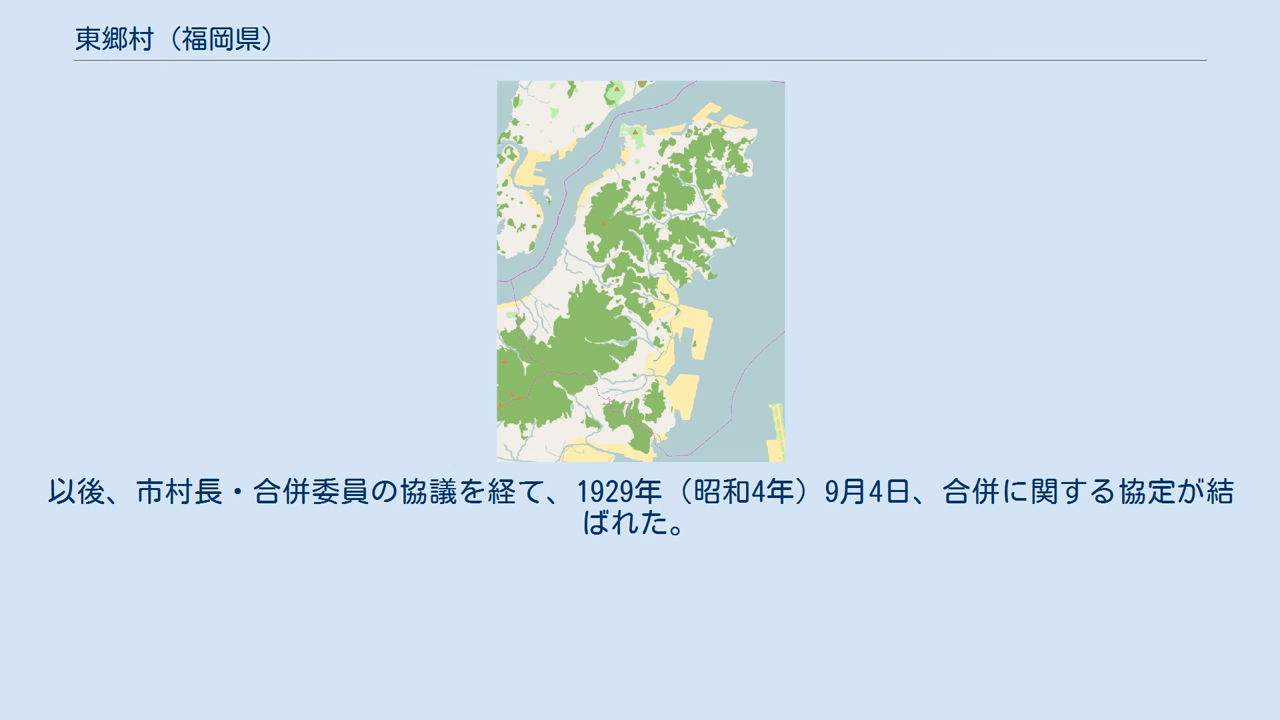 東郷村（福岡県）
以後、市村長・合併委員の協議を経て、1929年（昭和4年）9月4日、合併に関する協定が結
ばれた。